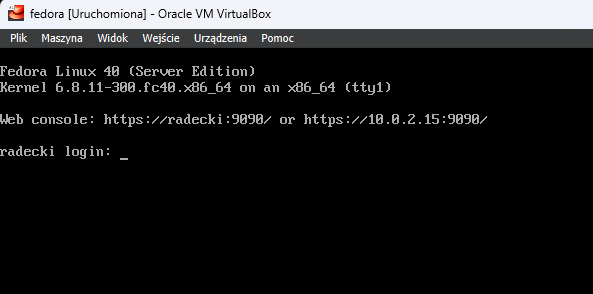 fedora [Uruchomiona] - Oracle VM VirtualBox
Plik Maszyna Widok Wejście Urządzenia Pomoc
Fedora Linux 40 (Server Edition)
Kernel 6.8.11-300.fc40.x86_64 on an x86_64 (tty1)
Web console: https://radecki:9090/ or https://10.0.2.15:9090/
radecki login: _